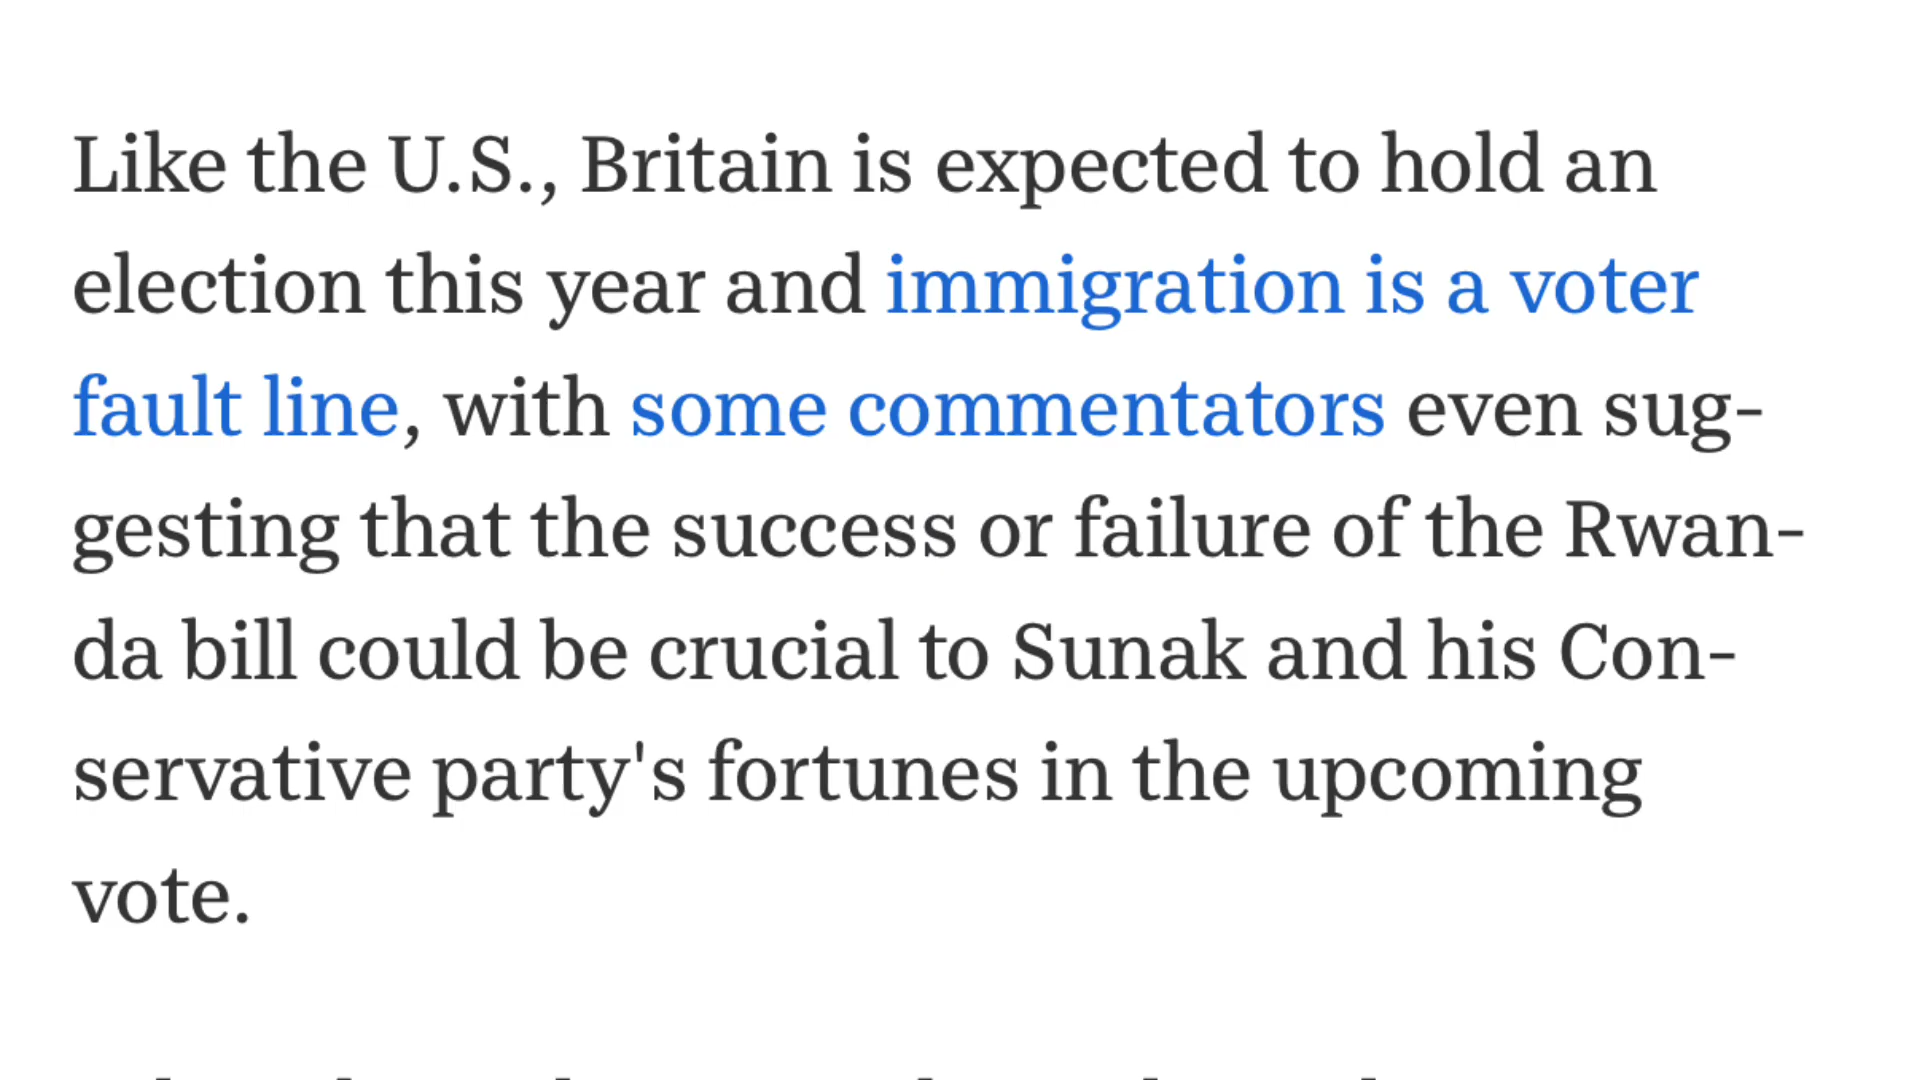 Like the U.S., Britain is expected to hold an
election this year and immigration is a voter
fault line, with some commentators even sug-
gesting that the success or failure of the Rwan-
da bill could be crucial to Sunak and his Con-
servative party's fortunes in the upcoming
vote.